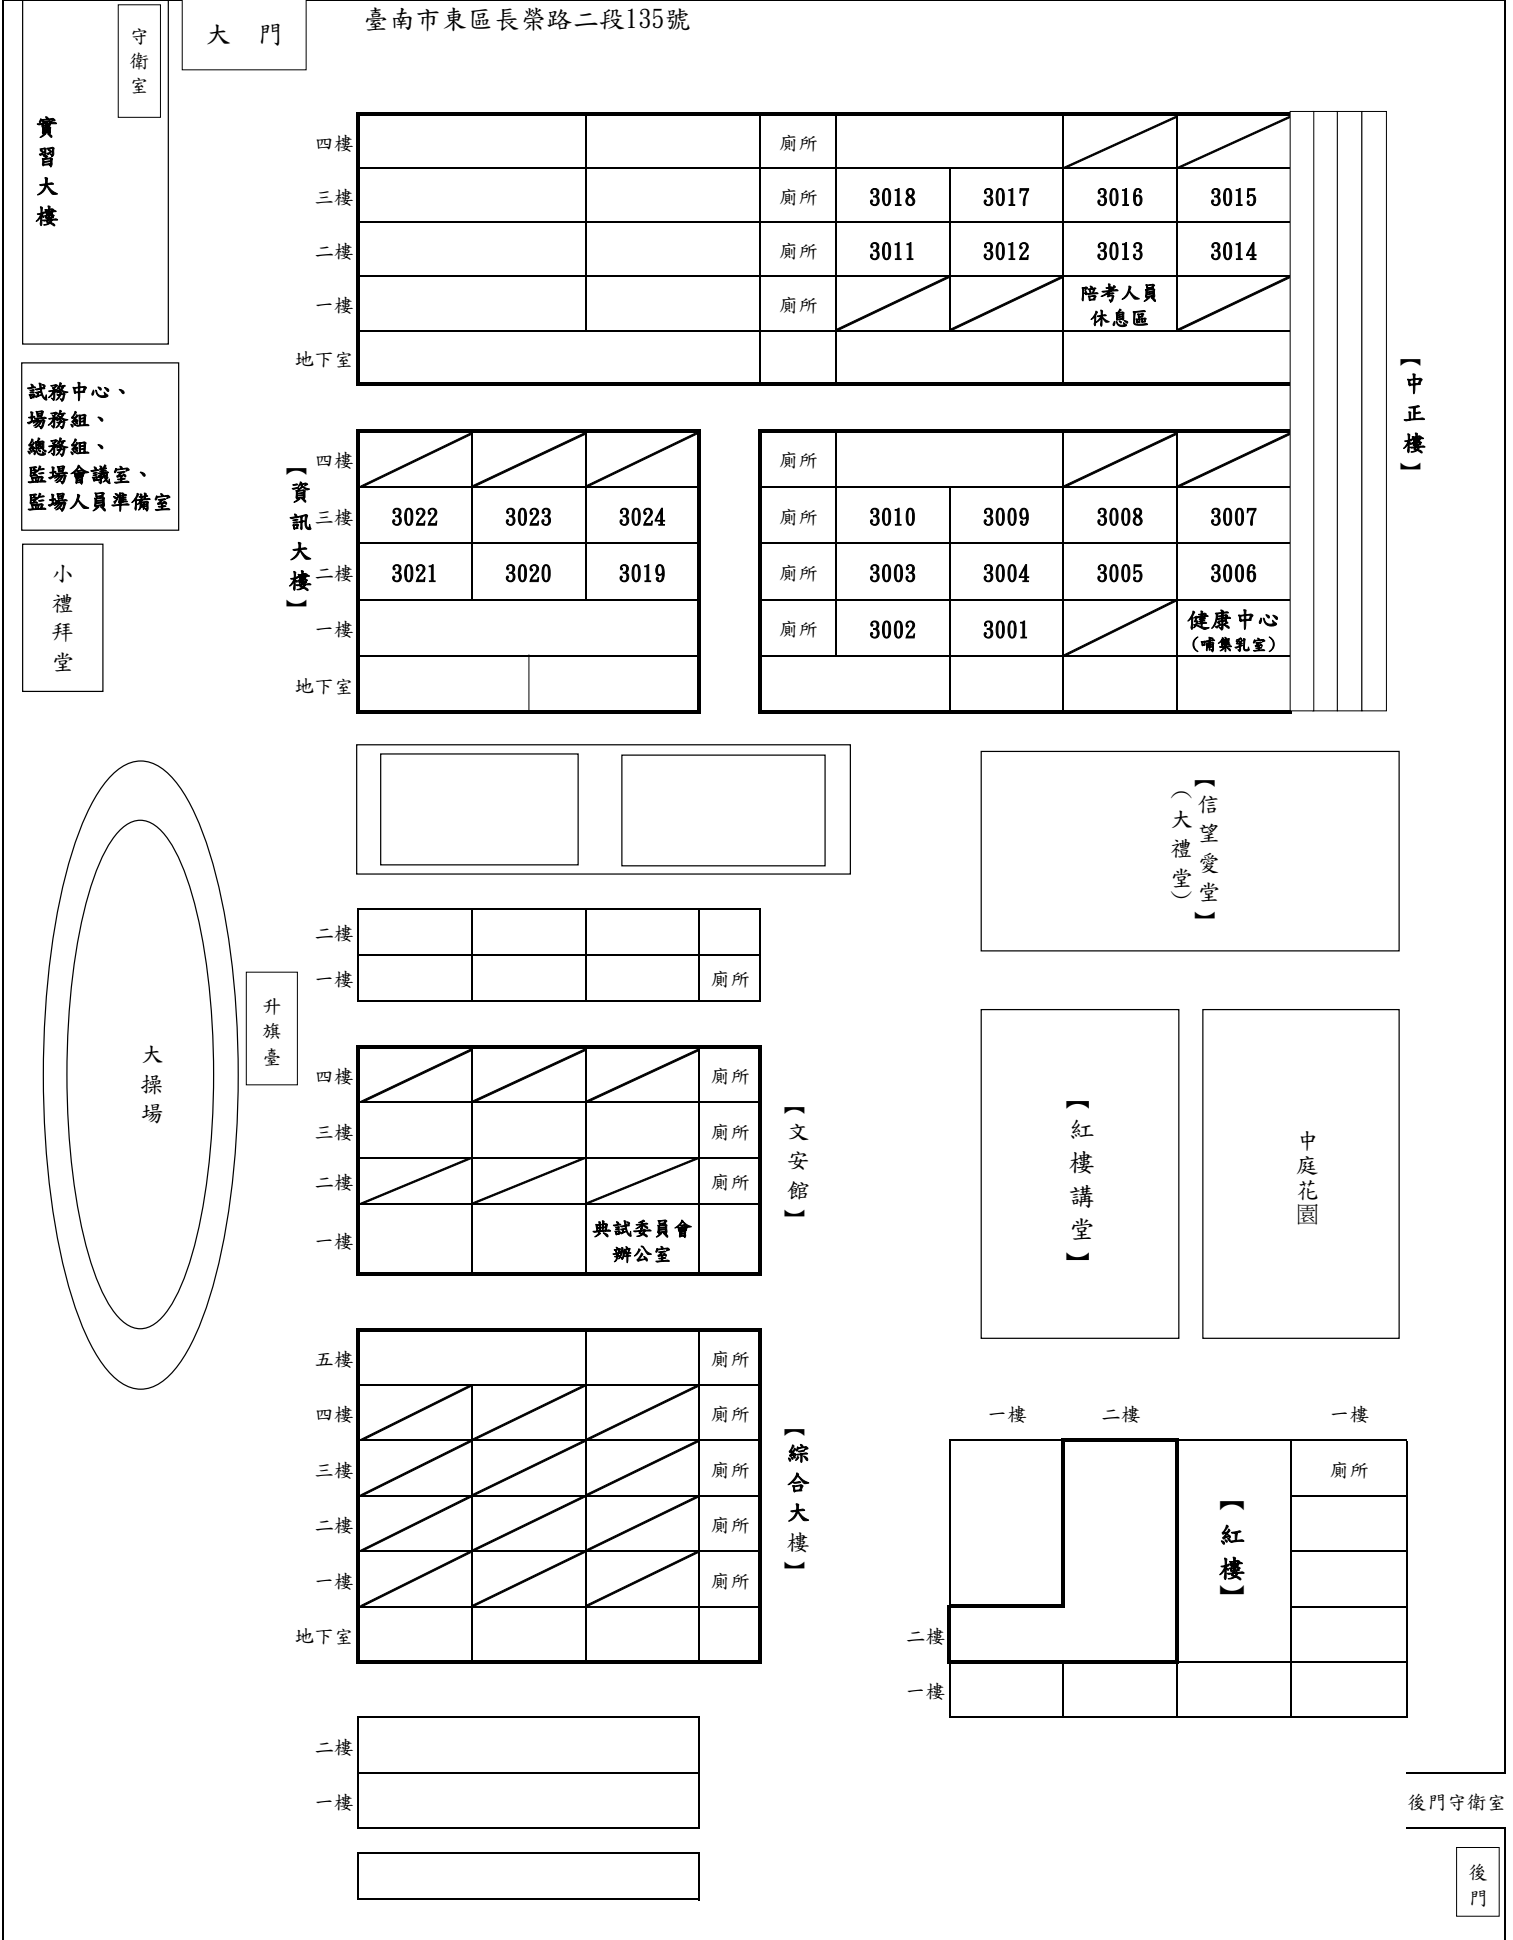 臺南市東區長榮路二段135號
大 門
守衛室
實習大樓
四樓 廁所
三樓 廁所 3018 3017 3016 3015
二樓 廁所 3011 3012 3013 3014
一樓 廁所 陪考人員
休息區
地下室
【中正樓】
試務中心、
場務組、
總務組、
監場會議室、
監場人員準備室
小禮拜堂
【資訊大樓】
四樓 廁所
三樓 3022 3023 3024 廁所 3010 3009 3008 3007
二樓 3021 3020 3019 廁所 3003 3004 3005 3006
一樓 廁所 3002 3001 健康中心
(哺集乳室)
地下室
【信望愛堂】
(大禮堂)
二樓
一樓 廁所
升旗臺
大操場
四樓 廁所
三樓 廁所
二樓 廁所
一樓 典試委員會
辦公室
【文安館】
【紅樓講堂】
中庭花園
五樓 廁所
四樓 廁所
三樓 廁所
二樓 廁所
一樓 廁所
地下室
【綜合大樓】
一樓 二樓 一樓
廁所
【紅樓】
二樓
一樓
二樓
一樓
後門守衛室
後門